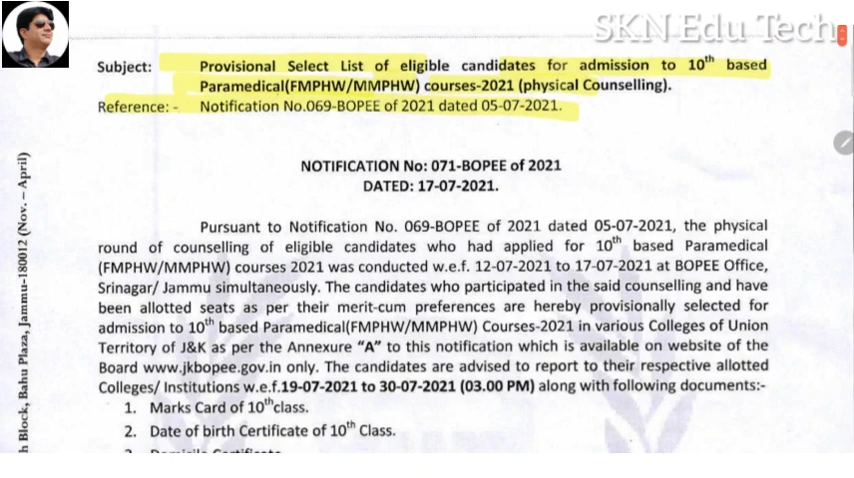 SKN Edu Tech
Subject: Provisional Select List of eligible candidates for admission to 10th based
Paramedical(FMPHW/MMPHW) courses-2021 (physical Counselling).
Reference: - Notification No.069-BOPEE of 2021 dated 05-07-2021.
NOTIFICATION No: 071-BOPEE of 2021
DATED: 17-07-2021.
Pursuant to Notification No. 069-BOPEE of 2021 dated 05-07-2021, the physical
round of counselling of eligible candidates who had applied for 10th based Paramedical
(FMPHW/MMPHW) courses 2021 was conducted w.e.f. 12-07-2021 to 17-07-2021 at BOPEE Office,
Srinagar/ Jammu simultaneously. The candidates who participated in the said counselling and have
been allotted seats as per their merit-cum preferences are hereby provisionally selected for
admission to 10th based Paramedical(FMPHW/MMPHW) Courses-2021 in various Colleges of Union
Territory of J&K as per the Annexure "A" to this notification which is available on website of the
Board www.jkbopee.gov.in only. The candidates are advised to report to their respective allotted
Colleges/ Institutions w.e.f.19-07-2021 to 30-07-2021 (03.00 PM) along with following documents:-
1. Marks Card of 10thclass.
2. Date of birth Certificate of 10th Class.
h Block, Bahu Plaza, Jammu-180012 (Nov. – April)